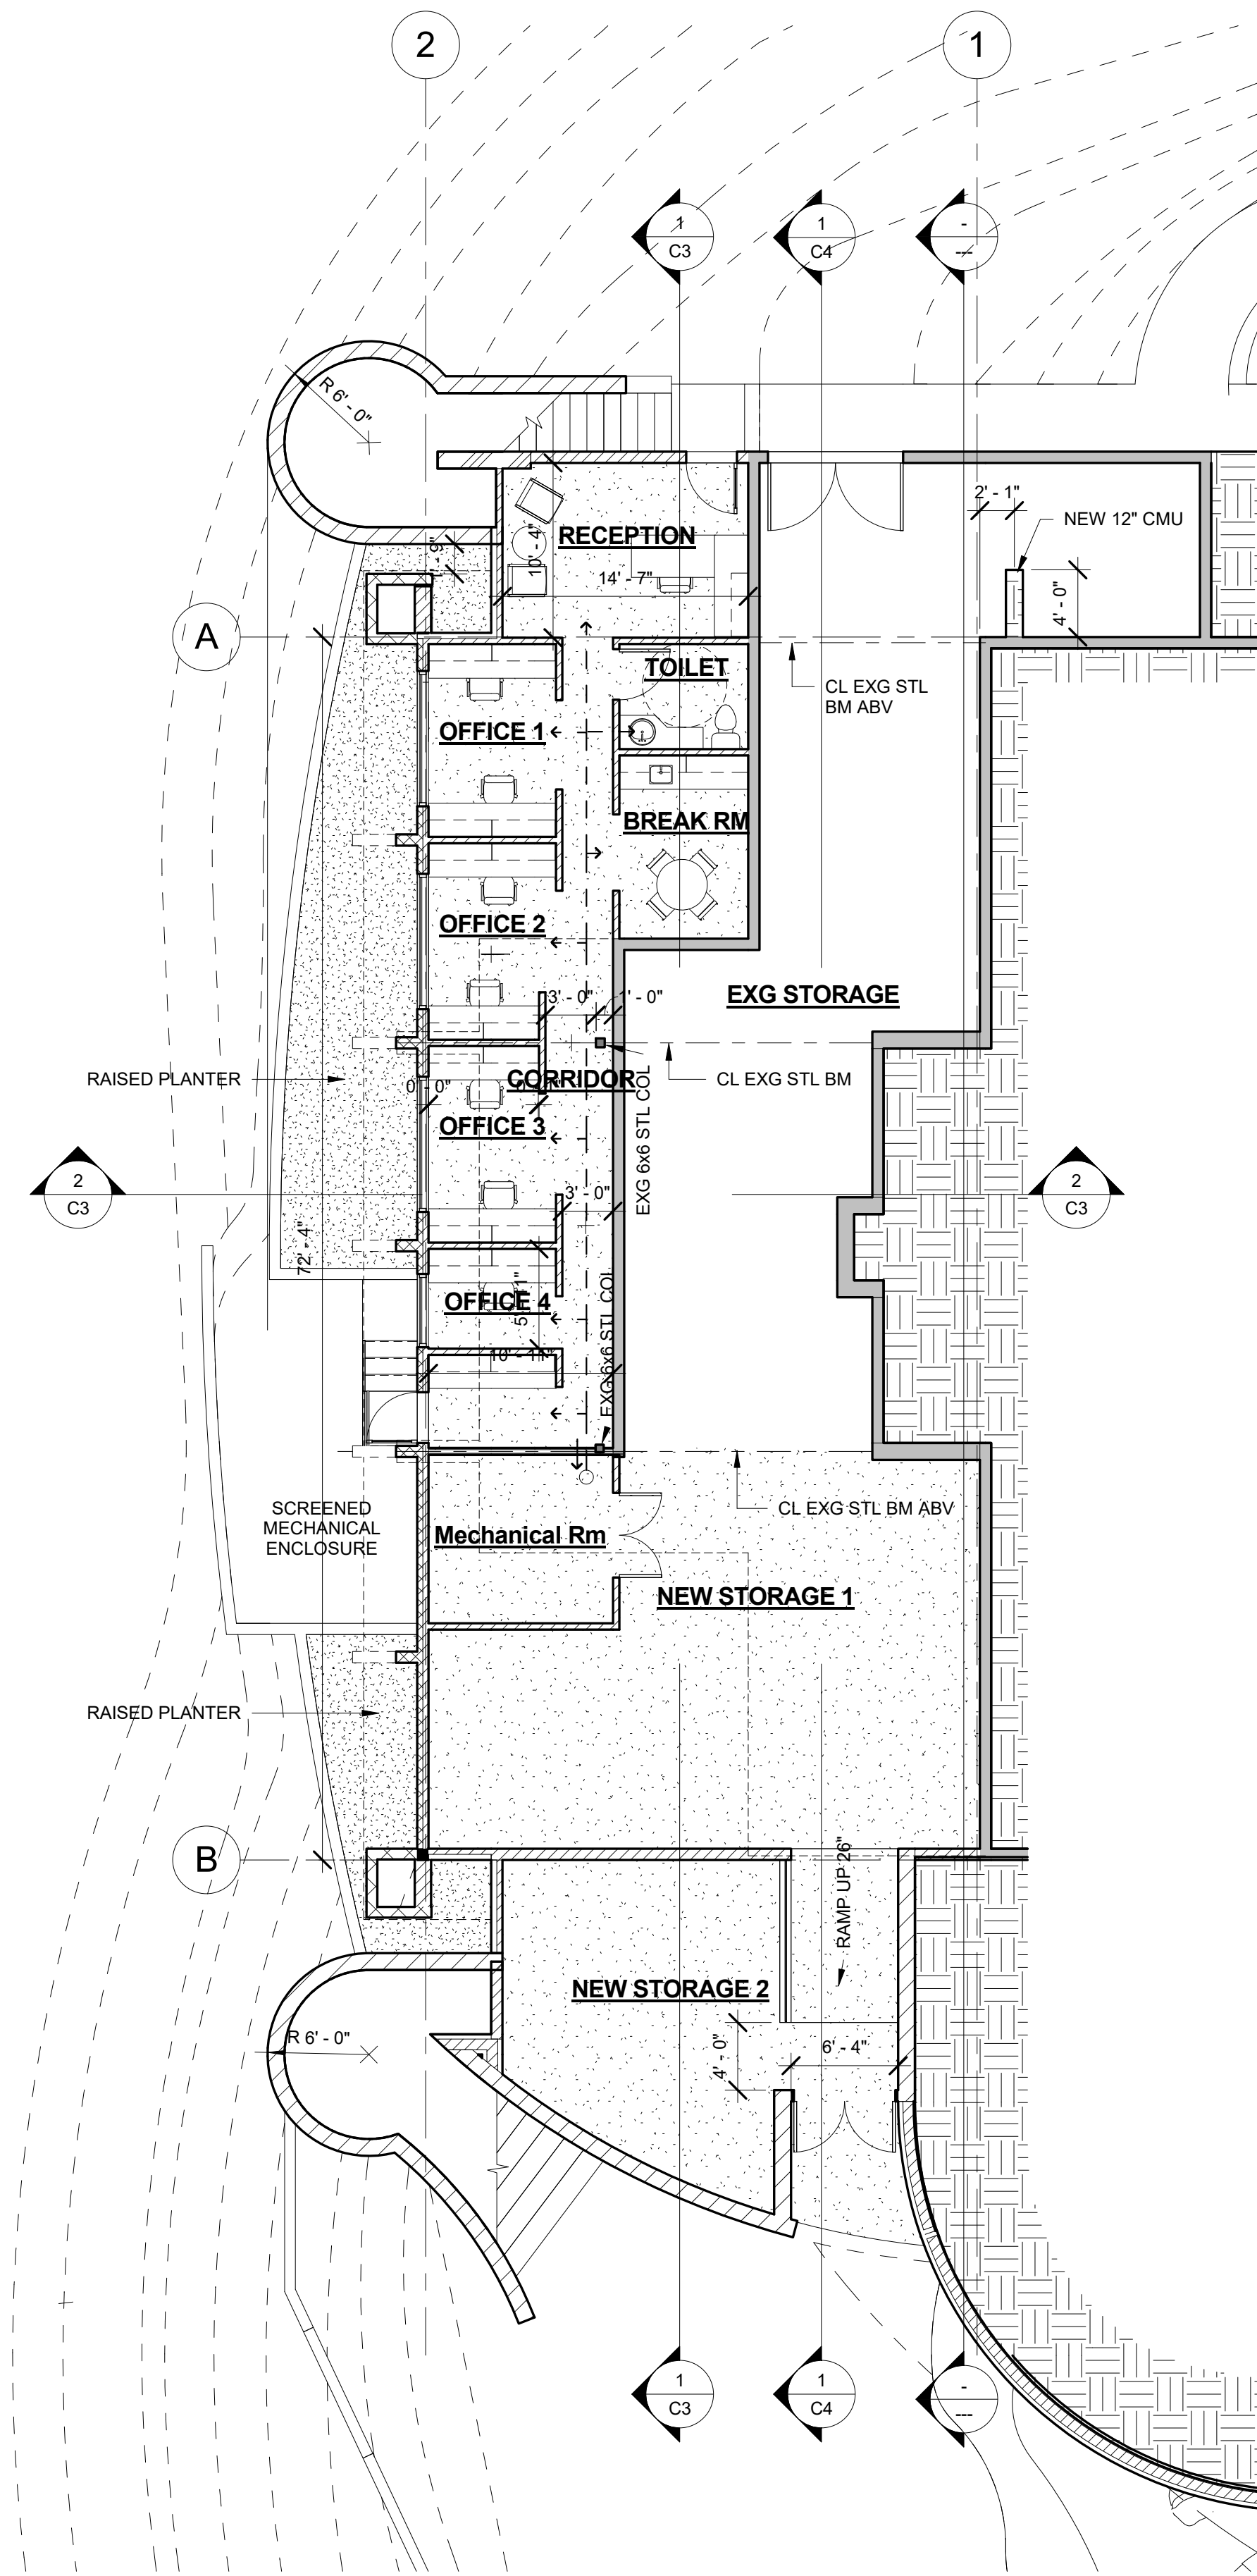 2
1
1
C3
1
C4
-
---
R 6' - 0"
2' - 1"
NEW 12" CMU
RECEPTION
10' - 4"
14' - 7"
4' - 0"
A
TOILET
CL EXG STL
BM ABV
OFFICE 1
BREAK RM
OFFICE 2
EXG STORAGE
3' - 0"
RAISED PLANTER
CORRIDOR
CL EXG STL BM
0' - 0"
OFFICE 3
EXG 6x6 STL COL
2
C3
2
C3
3' - 0"
72' - 4"
OFFICE 4
EXG 6x6 STL COL
10' - 11"
SCREENED
MECHANICAL
ENCLOSURE
CL EXG STL BM ABV
Mechanical Rm
NEW STORAGE 1
RAISED PLANTER
B
RAMP UP 26"
NEW STORAGE 2
R 6' - 0"
4' - 0"
6' - 4"
1
C3
1
C4
-
---